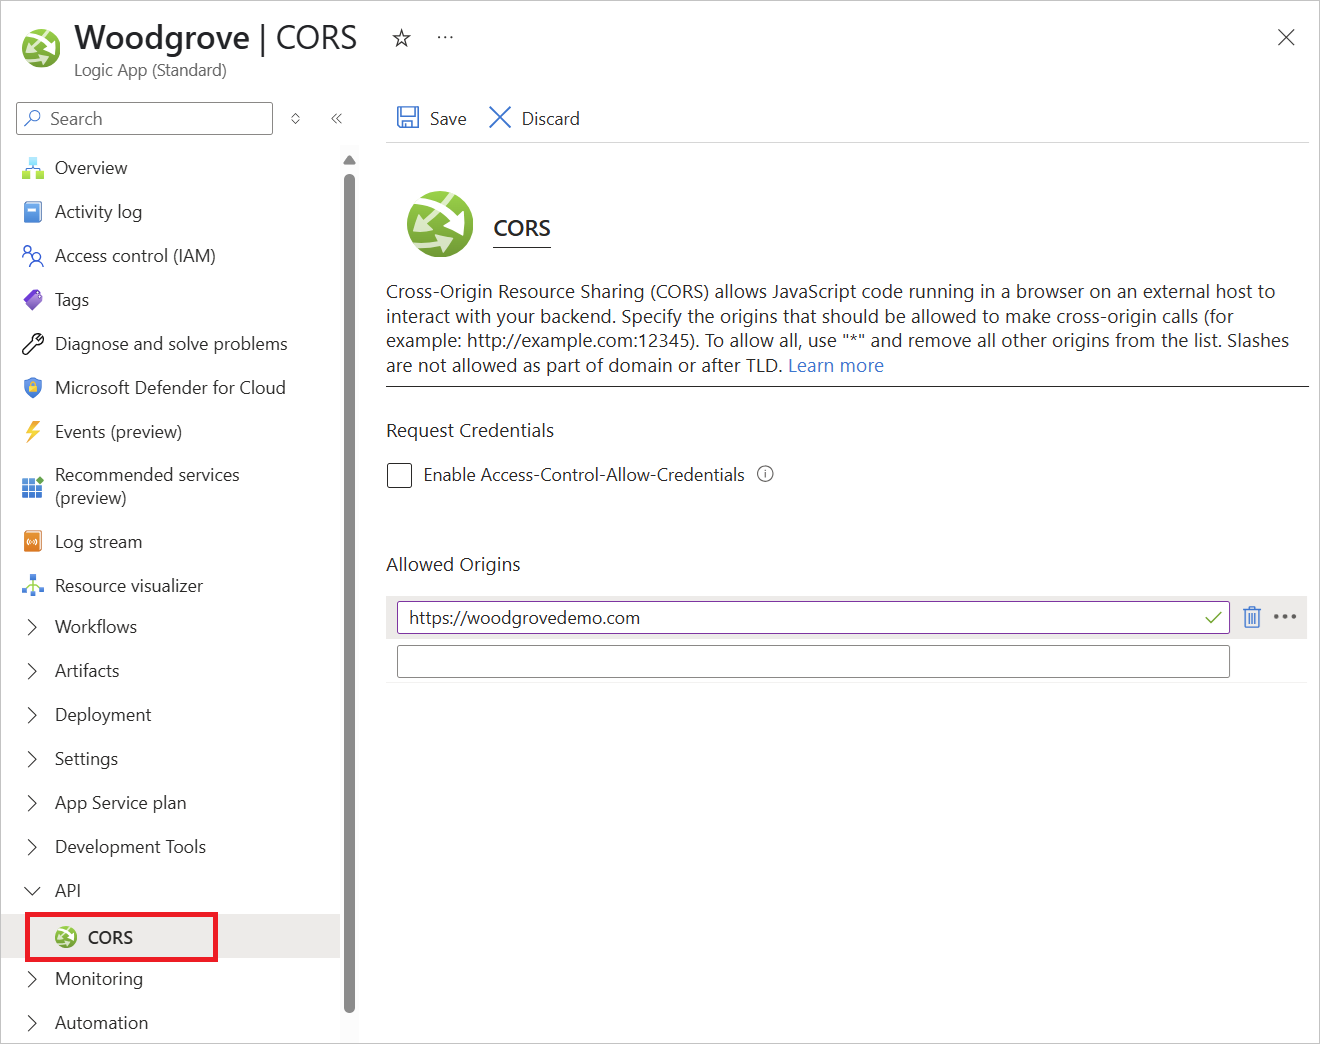 Woodgrove | CORS
Logic App (Standard)
Search
Overview
Activity log
Access control (IAM)
Tags
Diagnose and solve problems
Microsoft Defender for Cloud
Events (preview)
Recommended services
(preview)
Log stream
Resource visualizer
Workflows
Artifacts
Deployment
Settings
App Service plan
Development Tools
API
CORS
Monitoring
Automation
Save
Discard
CORS
Cross-Origin Resource Sharing (CORS) allows JavaScript code running in a browser on an external host to
interact with your backend. Specify the origins that should be allowed to make cross-origin calls (for
example: http://example.com:12345). To allow all, use "*" and remove all other origins from the list. Slashes
are not allowed as part of domain or after TLD. Learn more
Request Credentials
Enable Access-Control-Allow-Credentials
Allowed Origins
https://woodgrovedemo.com